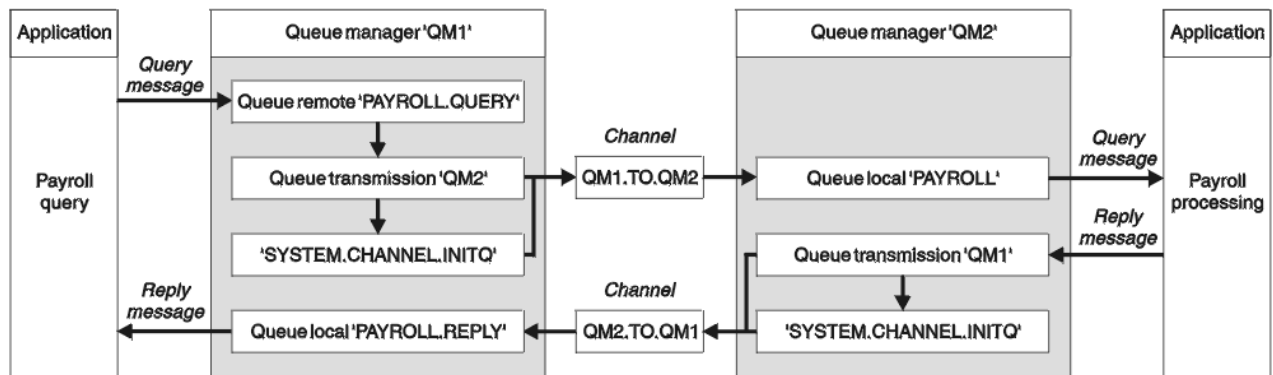 Application
Queue manager 'QM1'
Queue manager 'QM2'
Application
Query
message
Queue remote 'PAYROLL.QUERY'
Channel
Query
message
Payroll
query
Queue transmission 'QM2'
QM1.TO.QM2
Queue local 'PAYROLL'
Payroll
processing
Reply
message
'SYSTEM.CHANNEL.INITQ'
Queue transmission 'QM1'
Reply
message
Channel
Queue local 'PAYROLL.REPLY'
QM2.TO.QM1
'SYSTEM.CHANNEL.INITQ'